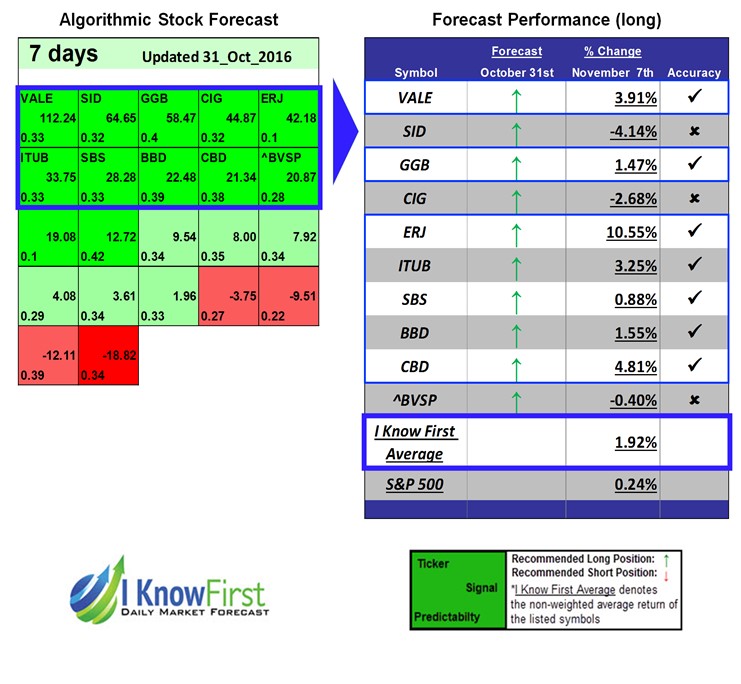 Algorithmic Stock Forecast
7 days Updated 31_Oct_2016
VALE SID GGB CIG ERJ
112.24 64.65 58.47 44.87 42.18
0.33 0.32 0.4 0.32 0.1
ITUB SBS BBD CBD ^BVSP
33.75 28.28 22.48 21.34 20.87
0.33 0.33 0.39 0.38 0.28
19.08 12.72 9.54 8.00 7.92
0.1 0.42 0.34 0.35 0.34
4.08 3.61 1.96 -3.75 -9.51
0.29 0.34 0.33 0.27 0.22
-12.11 -18.82
0.39 0.34
Forecast Performance (long)
Forecast % Change
Symbol October 31st November 7th Accuracy
VALE ↑ 3.91% ✓
SID ↑ -4.14% ✘
GGB ↑ 1.47% ✓
CIG ↑ -2.68% ✘
ERJ ↑ 10.55% ✓
ITUB ↑ 3.25% ✓
SBS ↑ 0.88% ✓
BBD ↑ 1.55% ✓
CBD ↑ 4.81% ✓
^BVSP ↑ -0.40% ✘
I Know First
Average 1.92%
S&P 500 0.24%
I KnowFirst
DAILY MARKET FORECAST
Ticker
Signal
Predictabilty
Recommended Long Position: ↑
Recommended Short Position: ↓
*I Know First Average denotes
the non-weighted average return of
the listed symbols